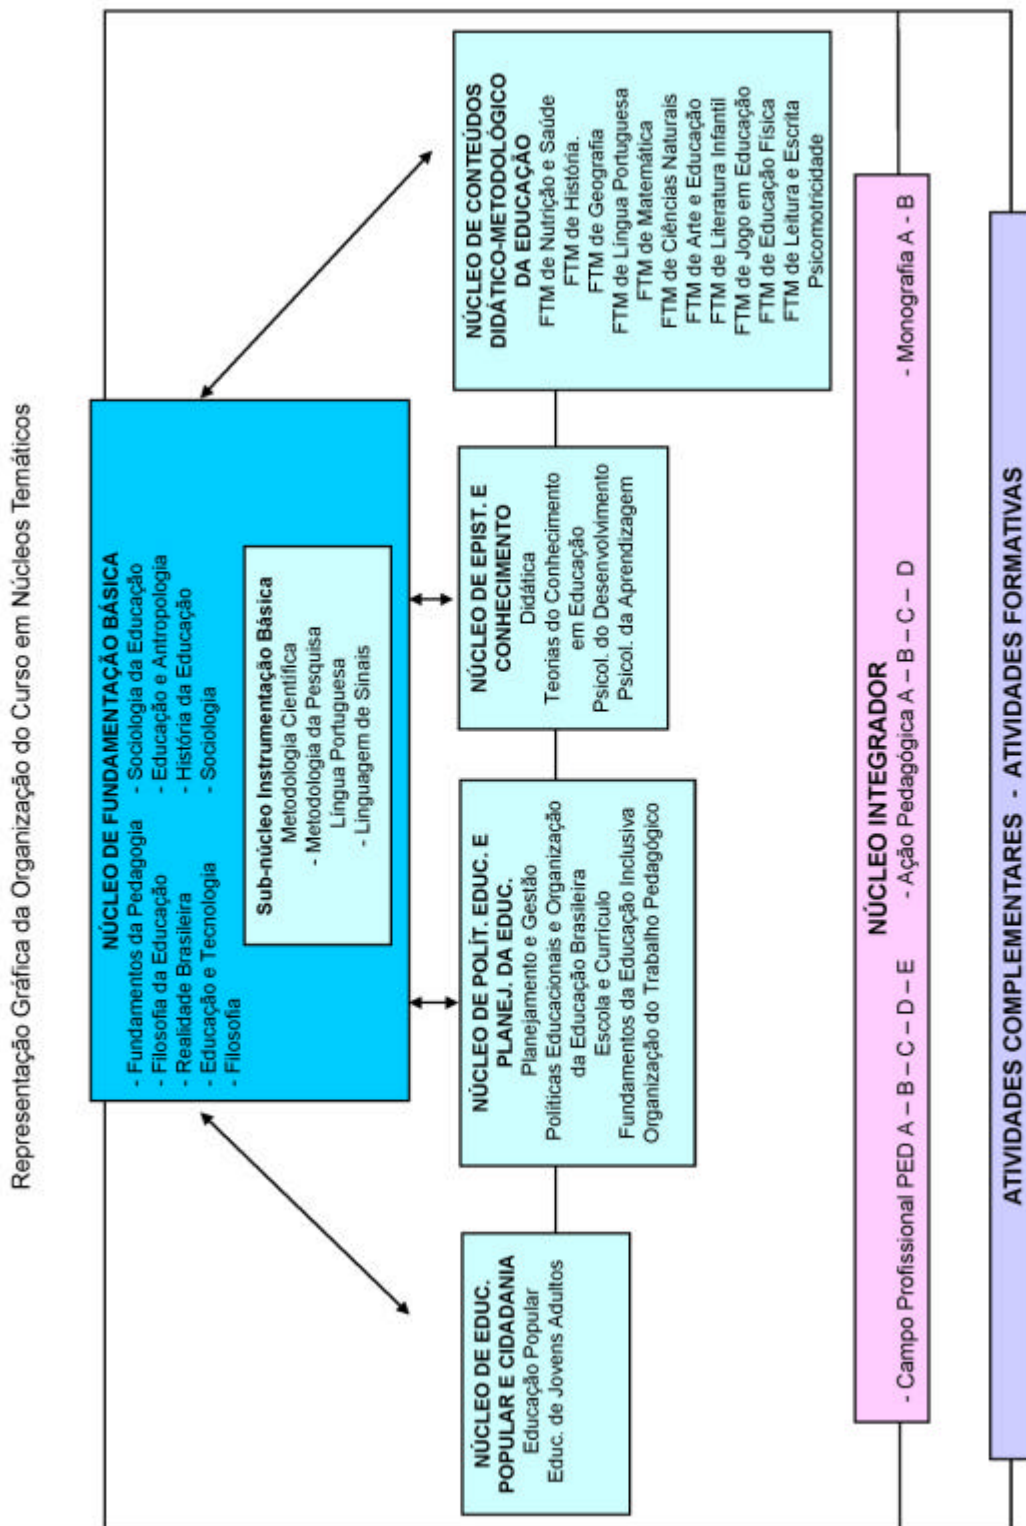 Representação Gráfica da Organização do Curso em Núcleos Temáticos
NÚCLEO DE FUNDAMENTAÇÃO BÁSICA
- Fundamentos da Pedagogia - Sociologia da Educação
- Filosofia da Educação - Educação e Antropologia
- Realidade Brasileira - História da Educação
- Educação e Tecnologia - Sociologia
- Filosofia
Sub-núcleo Instrumentação Básica
Metodologia Científica
- Metodologia da Pesquisa
Língua Portuguesa
- Linguagem de Sinais
NÚCLEO DE EDUC.
POPULAR E CIDADANIA
Educação Popular
Educ. de Jovens Adultos
NÚCLEO DE POLÍT. EDUC. E
PLANEJ. DA EDUC.
Planejamento e Gestão
Políticas Educacionais e Organização
da Educação Brasileira
Escola e Currículo
Fundamentos da Educação Inclusiva
Organização do Trabalho Pedagógico
NÚCLEO DE EPIST. E
CONHECIMENTO
Didática
Teorias do Conhecimento
em Educação
Psicol. do Desenvolvimento
Psicol. da Aprendizagem
NÚCLEO DE CONTEÚDOS
DIDÁTICO-METODOLÓGICO
DA EDUCAÇÃO
FTM de Nutrição e Saúde
FTM de História.
FTM de Geografia
FTM de Língua Portuguesa
FTM de Matemática
FTM de Ciências Naturais
FTM de Arte e Educação
FTM de Literatura Infantil
FTM de Jogo em Educação
FTM de Educação Física
FTM de Leitura e Escrita
Psicomotricidade
NÚCLEO INTEGRADOR
- Campo Profissional PED A – B – C – D – E - Ação Pedagógica A – B – C – D - Monografia A - B
ATIVIDADES COMPLEMENTARES - ATIVIDADES FORMATIVAS